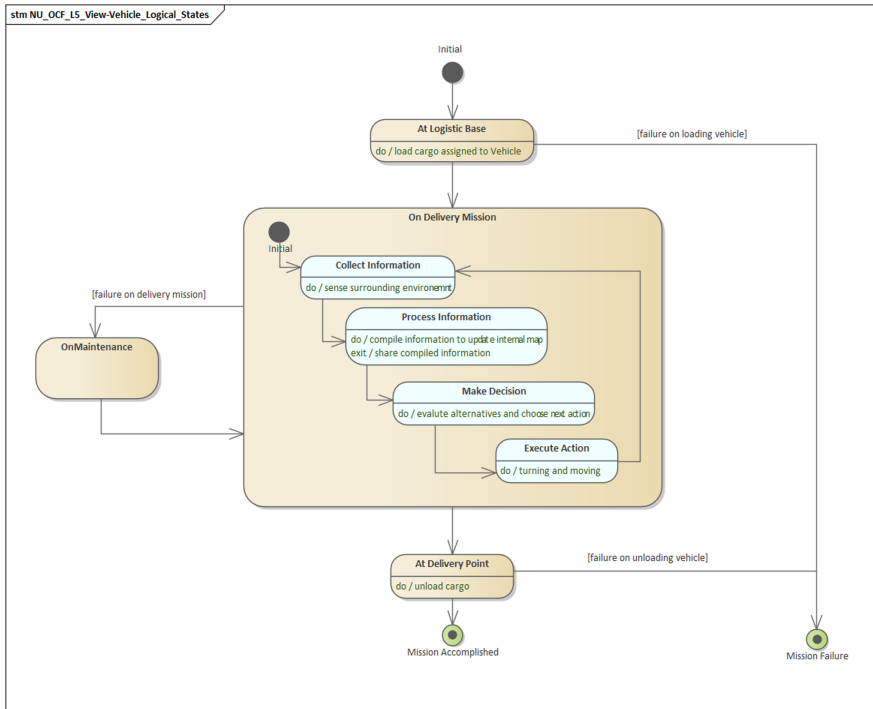 stm NU_OCF_L5_View-Vehicle_Logical_States
Initial
At Logistic Base
do / load cargo assigned to Vehicle
[failure on loading vehicle]
On Delivery Mission
Initial
Collect Information
do / sense surrounding environemnt
[failure on delivery mission]
Process Information
do / compile information to update internal map
exit / share compiled information
OnMaintenance
Make Decision
do / evalute alternatives and choose next action
Execute Action
do / turning and moving
At Delivery Point
do / unload cargo
[failure on unloading vehicle]
Mission Accomplished
Mission Failure